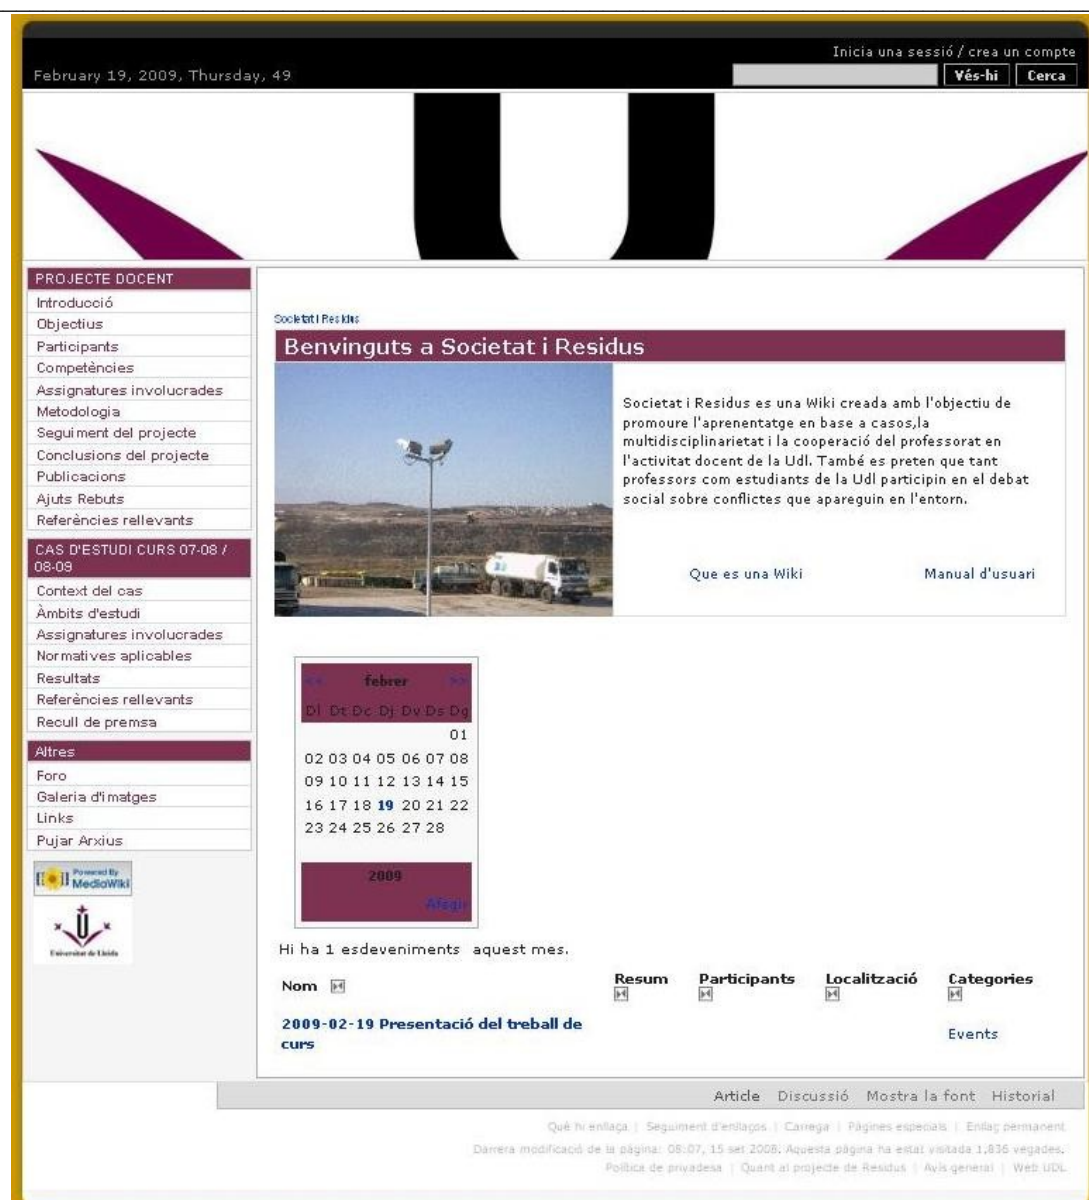 Inicia una sessió / crea un compte
February 19, 2009, Thursday, 49
Vés-hi Cerca
PROJECTE DOCENT
Introducció
Objectius
Participants
Competències
Assignatures involucrades
Metodologia
Seguiment del projecte
Conclusions del projecte
Publicacions
Ajuts Rebuts
Referències rellevants
CAS D'ESTUDI CURS 07-08 /
08-09
Context del cas
Àmbits d'estudi
Assignatures involucrades
Normatives aplicables
Resultats
Referències rellevants
Recull de premsa
Altres
Foro
Galeria d'imatges
Links
Pujar Arxius
Powered By
MediaWiki
Universitat de Lleida
Societat i Residus
Benvinguts a Societat i Residus
Societat i Residus es una Wiki creada amb l'objectiu de
promoure l'aprenentatge en base a casos,la
multidisciplinarietat i la cooperació del professorat en
l'activitat docent de la Udl. També es preten que tant
professors com estudiants de la Udl participin en el debat
social sobre conflictes que apareguin en l'entorn.
Que es una Wiki Manual d'usuari
<< febrer >>
Dl Dt Dc Dj Dv Ds Dg
01
02 03 04 05 06 07 08
09 10 11 12 13 14 15
16 17 18 19 20 21 22
23 24 25 26 27 28
2009
Afegir
Hi ha 1 esdeveniments aquest mes.
Nom Resum Participants Localització Categories
2009-02-19 Presentació del treball de
curs
Events
Article Discussió Mostra la font Historial
Què hi enllaça | Seguiment d'enllaços | Carrega | Pàgines especials | Enllaç permanent
Darrera modificació de la pàgina: 08:07, 15 set 2008. Aquesta pàgina ha estat visitada 1,836 vegades.
Política de privadesa | Quant al projecte de Residus | Avís general | Web UDL